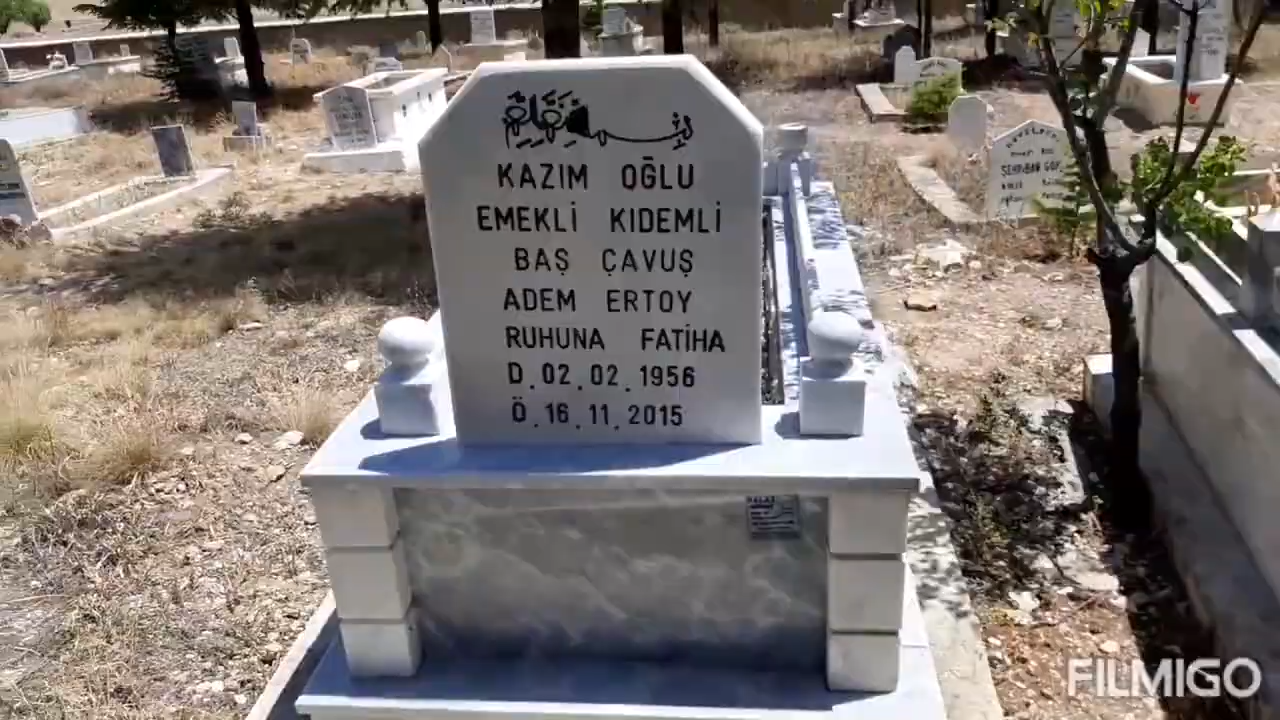 KAZIM OĞLU
EMEKLİ KIDEMLİ
BAŞ ÇAVUŞ
ADEM ERTOY
RUHUNA FATİHA
D.02.02.1956
Ö.16.11.2015
FILMIGO